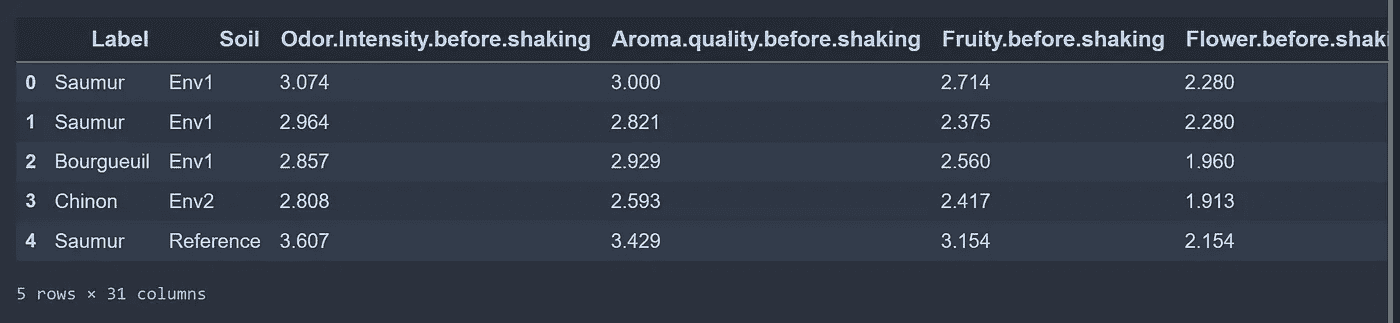 Label Soil Odor.Intensity.before.shaking Aroma.quality.before.shaking Fruity.before.shaking Flower.before.shaki
0 Saumur Env1 3.074 3.000 2.714 2.280
1 Saumur Env1 2.964 2.821 2.375 2.280
2 Bourgueuil Env1 2.857 2.929 2.560 1.960
3 Chinon Env2 2.808 2.593 2.417 1.913
4 Saumur Reference 3.607 3.429 3.154 2.154
5 rows × 31 columns